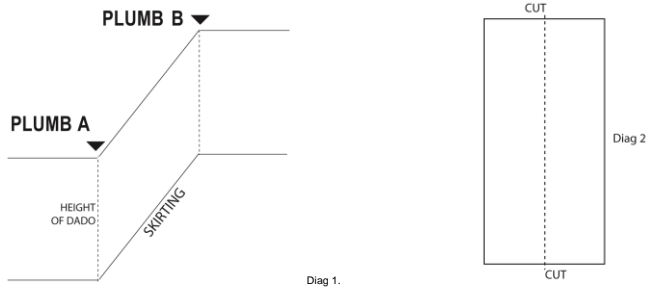 PLUMB B
PLUMB A
HEIGHT
OF DADO
SKIRTING
Diag 1.
CUT
Diag 2
CUT